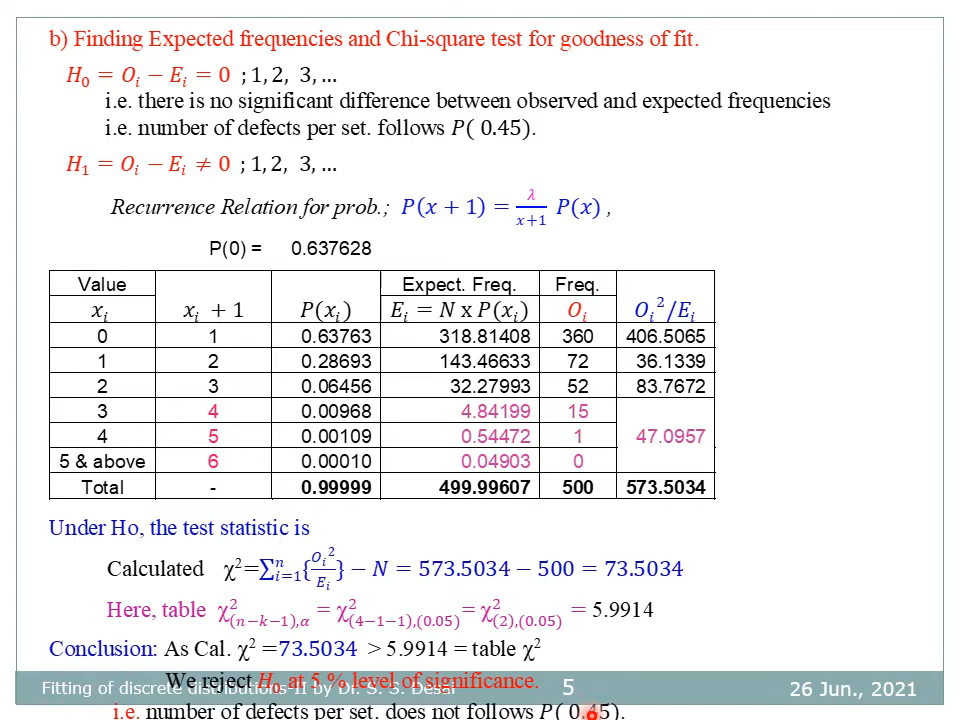 b) Finding Expected frequencies and Chi-square test for goodness of fit.
H₀ = Oᵢ − Eᵢ = 0 ; 1, 2, 3, …
i.e. there is no significant difference between observed and expected frequencies
i.e. number of defects per set. follows P( 0.45).
H₁ = Oᵢ − Eᵢ ≠ 0 ; 1, 2, 3, …
Recurrence Relation for prob.; P(x + 1) = λ/(x+1) P(x) ,
P(0) = 0.637628
Value Expect. Freq. Freq.
xᵢ xᵢ + 1 P(xᵢ) Eᵢ = N x P(xᵢ) Oᵢ Oᵢ²/Eᵢ
0 1 0.63763 318.81408 360 406.5065
1 2 0.28693 143.46633 72 36.1339
2 3 0.06456 32.27993 52 83.7672
3 4 0.00968 4.84199 15
4 5 0.00109 0.54472 1 47.0957
5 & above 6 0.00010 0.04903 0
Total - 0.99999 499.99607 500 573.5034
Under Ho, the test statistic is
Calculated χ²=∑ⁿᵢ₌₁{Oᵢ²/Eᵢ} − N = 573.5034 − 500 = 73.5034
Here, table χ²(n−k−1),α = χ²(4−1−1),(0.05) = χ²(2),(0.05) = 5.9914
Conclusion: As Cal. χ² =73.5034 > 5.9914 = table χ²
We reject H₀ at 5 % level of significance.
Fitting of discrete distributions-II by Dr. S. S. Desai 5 26 Jun., 2021
i.e. number of defects per set. does not follows P( 0.45).